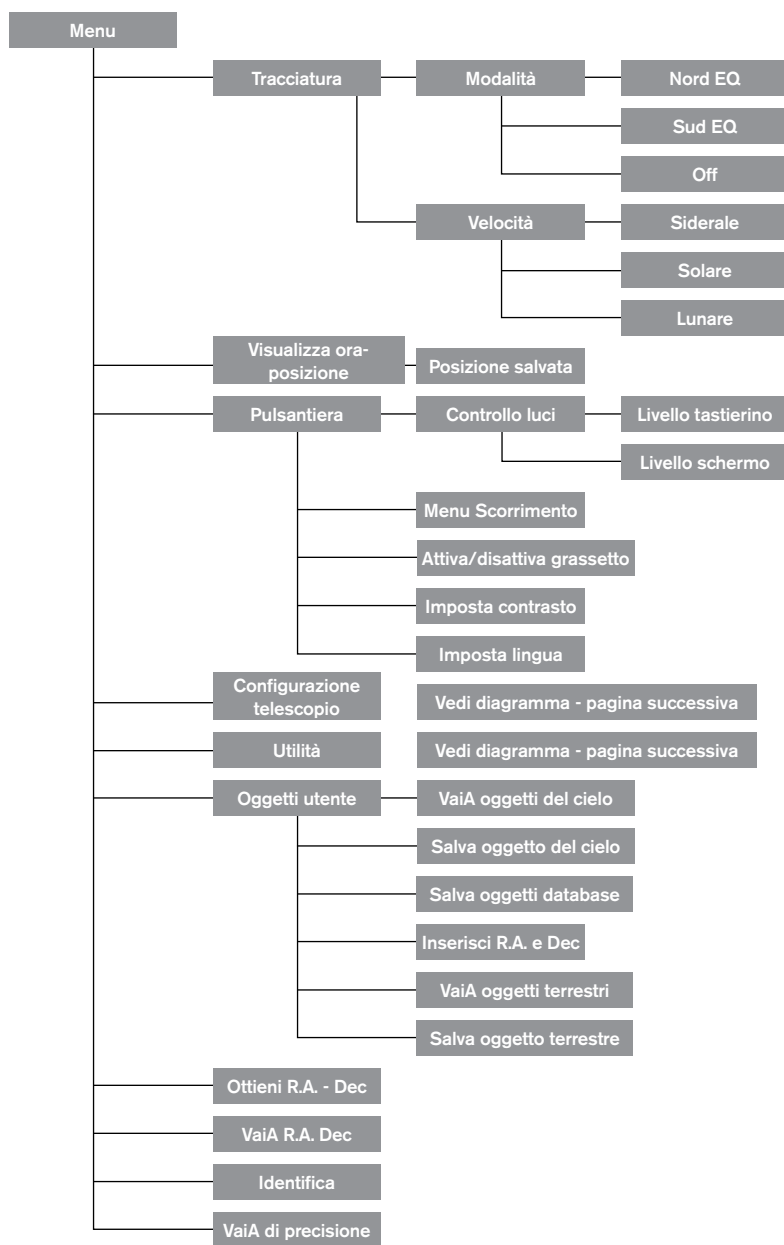 Menu
Tracciatura
Modalità
Nord EQ
Sud EQ
Off
Velocità
Siderale
Solare
Lunare
Visualizza ora-
posizione
Posizione salvata
Pulsantiera
Controllo luci
Livello tastierino
Livello schermo
Menu Scorrimento
Attiva/disattiva grassetto
Imposta contrasto
Imposta lingua
Configurazione
telescopio
Vedi diagramma - pagina successiva
Utilità
Vedi diagramma - pagina successiva
Oggetti utente
VaiA oggetti del cielo
Salva oggetto del cielo
Salva oggetti database
Inserisci R.A. e Dec
VaiA oggetti terrestri
Salva oggetto terrestre
Ottieni R.A. - Dec
VaiA R.A. Dec
Identifica
VaiA di precisione